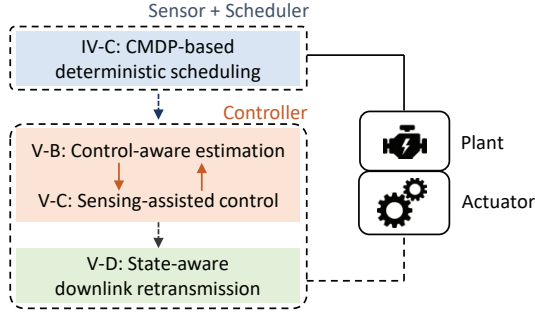 Sensor + Scheduler
IV-C: CMDP-based
deterministic scheduling
Controller
V-B: Control-aware estimation
V-C: Sensing-assisted control
V-D: State-aware
downlink retransmission
Plant
Actuator